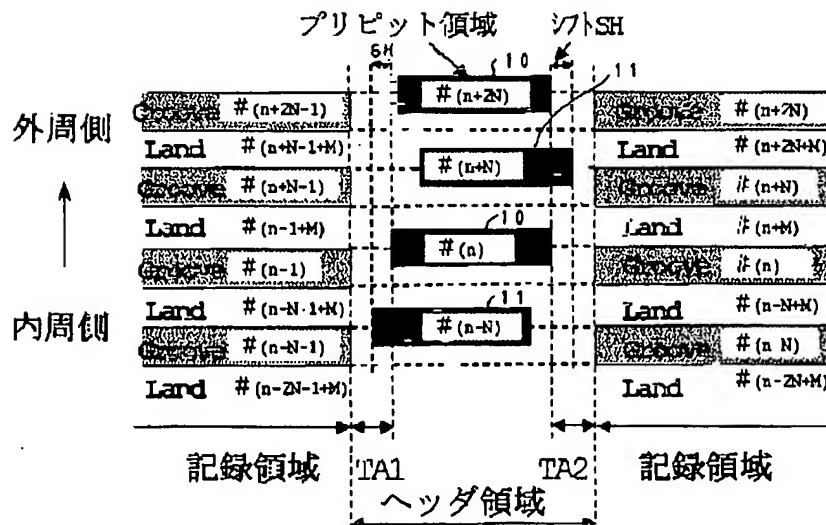 プリピット領域 シフトSH
SH 10 11
Groove #(n+2N-1) #(n+2N) Groove #(n+2N)
外周側
Land #(n+N-1+M) Land #(n+2N+M)
Groove #(n+N-1) #(n+N) Groove #(n+N)
Land #(n-1+M) 10 Land #(n+M)
Groove #(n-1) #(n) Groove #(n)
内周側
Land #(n-N-1+M) 11 Land #(n-N+M)
Groove #(n-N-1) #(n-N) Groove #(n N)
Land #(n-2N-1+M) Land #(n-2N+M)
記録領域 TA1 TA2 記録領域
ヘッダ領域